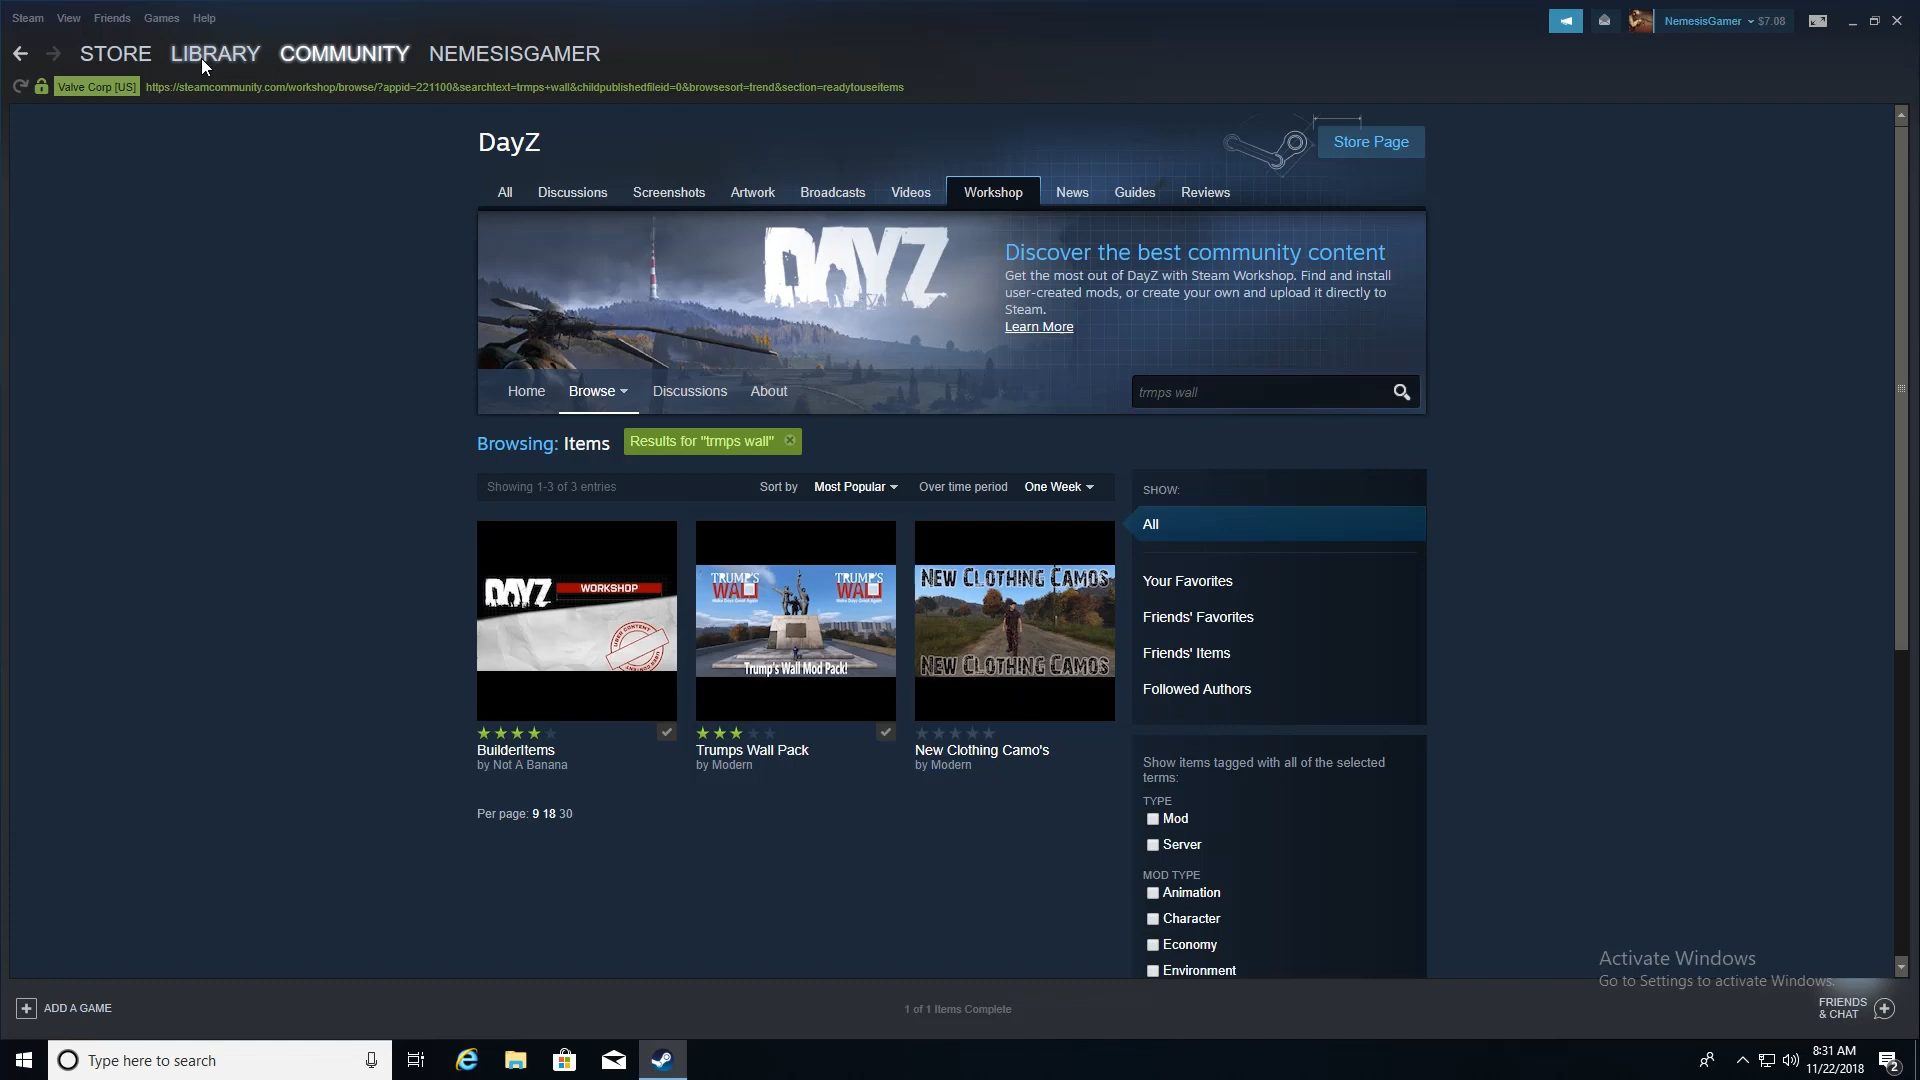 Steam View Friends Games Help
NemesisGamer $7.08
STORE LIBRARY COMMUNITY NEMESISGAMER
Valve Corp [US] https://steamcommunity.com/workshop/browse/?appid=221100&searchtext=trmps+wall&childpublishedfileid=0&browsesort=trend&section=readytouseitems
DayZ
Store Page
All Discussions Screenshots Artwork Broadcasts Videos Workshop News Guides Reviews
DAYZ
Discover the best community content
Get the most out of DayZ with Steam Workshop. Find and install
user-created mods, or create your own and upload it directly to
Steam.
Learn More
Home Browse Discussions About
trmps wall
Browsing: Items Results for "trmps wall"
Showing 1-3 of 3 entries Sort by Most Popular Over time period One Week
SHOW:
All
Your Favorites
Friends' Favorites
Friends' Items
Followed Authors
DAYZ WORKSHOP
TRUMP'S WALL
TRUMP'S WALL
Trump's Wall Mod Pack!
NEW CLOTHING CAMOS
NEW CLOTHING CAMOS
BuilderItems
by Not A Banana
Trumps Wall Pack
by Modern
New Clothing Camo's
by Modern
Per page: 9 18 30
Show items tagged with all of the selected
terms:
TYPE
Mod
Server
MOD TYPE
Animation
Character
Economy
Environment
Activate Windows
Go to Settings to activate Windows.
ADD A GAME
1 of 1 Items Complete
FRIENDS
& CHAT
Type here to search
8:31 AM
11/22/2018
2